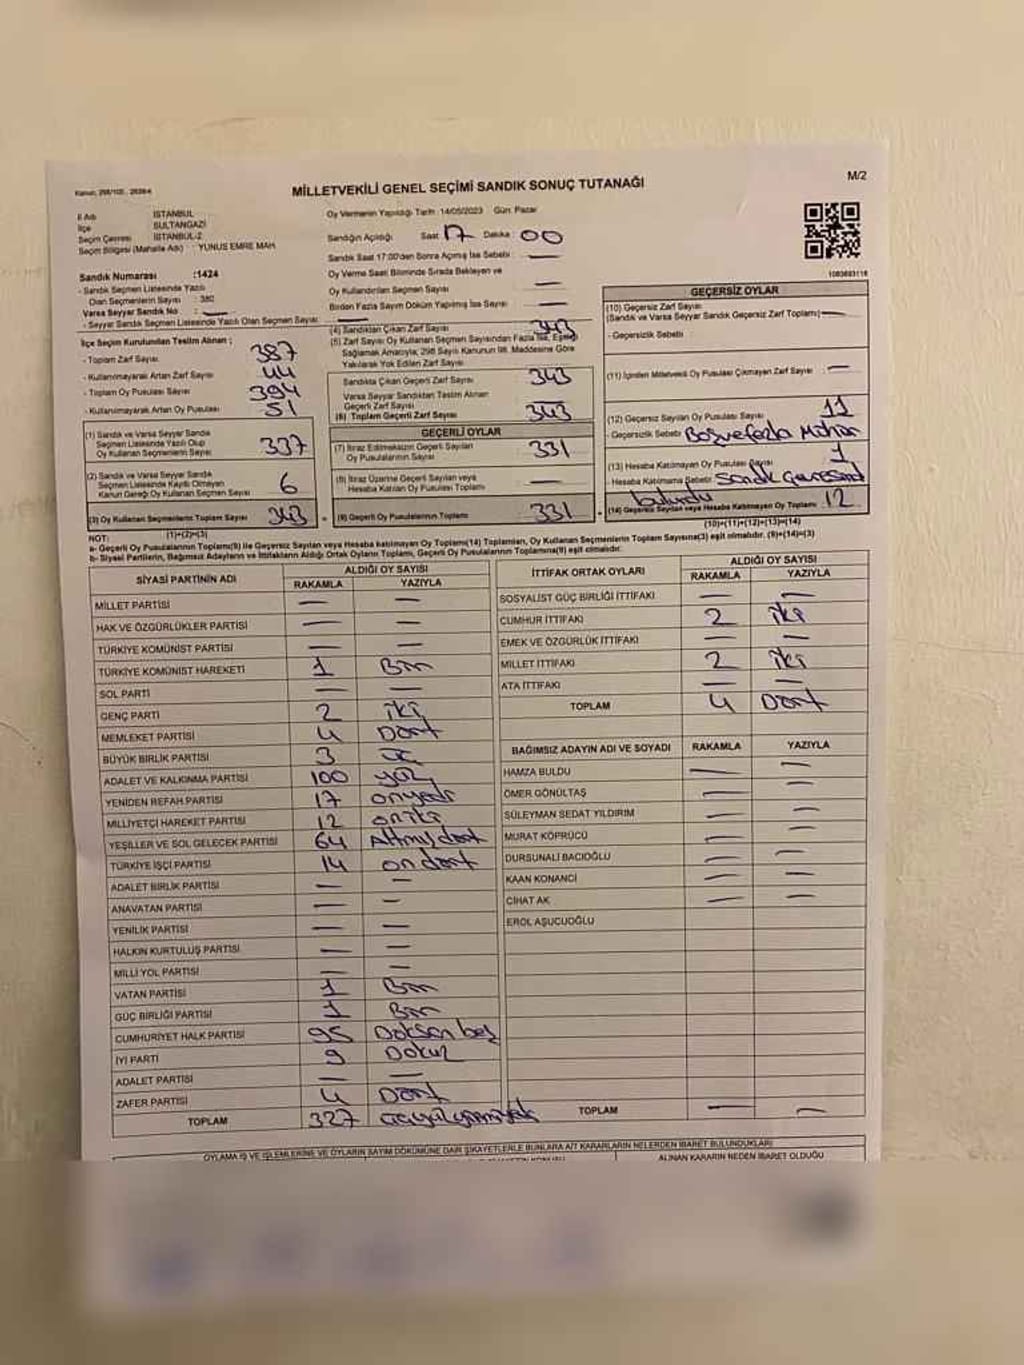 M/2
MİLLETVEKİLİ GENEL SEÇİMİ SANDIK SONUÇ TUTANAĞI
İl Adı İSTANBUL
İlçe SULTANGAZİ
Seçim Çevresi İSTANBUL-2
Seçim Bölgesi (Mahalle Adı) : YUNUS EMRE MAH.
Oy Vermenin Yapıldığı Tarih :14/05/2023 Gün: Pazar
Sandığın Açıldığı Saat 17 Dakika : 00
Sandık Saat 17:00'den Sonra Açılmış İse Sebebi : —
Oy Verme Saati Bitiminde Sırada Bekleyen ve
Oy Kullandırılan Seçmen Sayısı —
Birden Fazla Sayım Döküm Yapılmış İse Sayısı —
Sandık Numarası :1424
- Sandık Seçmen Listesinde Yazılı
Olan Seçmenlerin Sayısı : 380
Varsa Seyyar Sandık No : —
- Seyyar Sandık Seçmen Listesinde Yazılı Olan Seçmen Sayısı: —
İlçe Seçim Kurulundan Teslim Alınan ;
- Toplam Zarf Sayısı 387
- Kullanılmayarak Artan Zarf Sayısı 44
- Toplam Oy Pusulası Sayısı 394
- Kullanılmayarak Artan Oy Pusulası 51
(1) Sandık ve Varsa Seyyar Sandık
Seçmen Listesinde Yazılı Olup
Oy Kullanan Seçmenlerin Sayısı 337
(2) Sandık ve Varsa Seyyar Sandık
Seçmen Listesinde Kayıtlı Olmayan
Kanun Gereği Oy Kullanan Seçmen Sayısı 6
(3) Oy Kullanan Seçmenlerin Toplam Sayısı 343
(1)+(2)=(3)
(4) Sandıktan Çıkan Zarf Sayısı 343
(5) Zarf Sayısı Oy Kullanan Seçmen Sayısından Fazla İse, Eşitliği
Sağlamak Amacıyla; 298 Sayılı Kanunun 98. Maddesine Göre
Yakılarak Yok Edilen Zarf Sayısı
Sandıkta Çıkan Geçerli Zarf Sayısı 343
Varsa Seyyar Sandıktan Teslim Alınan
Geçerli Zarf Sayısı —
(6) Toplam Geçerli Zarf Sayısı 343
GEÇERLİ OYLAR
(7) İtiraz Edilmeksizin Geçerli Sayılan
Oy Pusulalarının Sayısı 331
(8) İtiraz Üzerine Geçerli Sayılan veya
Hesaba Katılan Oy Pusulası Toplamı —
(9) Geçerli Oy Pusulalarının Toplamı 331
1080693116
GEÇERSİZ OYLAR
(10) Geçersiz Zarf Sayısı
(Sandık ve Varsa Seyyar Sandık Geçersiz Zarf Toplamı) —
- Geçersizlik Sebebi :
(11) İçinden Milletvekili Oy Pusulası Çıkmayan Zarf Sayısı —
(12) Geçersiz Sayılan Oy Pusulası Sayısı 11
- Geçersizlik Sebebi Boşvefazla Mühür
(13) Hesaba Katılmayan Oy Pusulası Sayısı 1
- Hesaba Katılmama Sebebi Sandık Çevresinde
bulundu
(14) Geçersiz Sayılan veya Hesaba Katılmayan Oy Toplamı 12
(10)+(11)+(12)+(13)=(14)
NOT:
a- Geçerli Oy Pusulalarının Toplamı(9) ile Geçersiz Sayılan veya Hesaba katılmayan Oy Toplamı(14) Toplamları, Oy Kullanan Seçmenlerin Toplam Sayısına(3) eşit olmalıdır. (9)+(14)=(3)
b- Siyasi Partilerin, Bağımsız Adayların ve İttifakların Aldığı Ortak Oyların Toplamı, Geçerli Oy Pusulalarının Toplamına(9) eşit olmalıdır.
SİYASİ PARTİNİN ADI ALDIĞI OY SAYISI
RAKAMLA YAZIYLA
MİLLET PARTİSİ — —
HAK VE ÖZGÜRLÜKLER PARTİSİ — —
TÜRKİYE KOMÜNİST PARTİSİ — —
TÜRKİYE KOMÜNİST HAREKETİ 1 Bir
SOL PARTİ — —
GENÇ PARTİ 2 iki
MEMLEKET PARTİSİ 4 Dört
BÜYÜK BİRLİK PARTİSİ 3 üç
ADALET VE KALKINMA PARTİSİ 100 yüz
YENİDEN REFAH PARTİSİ 17 onyedi
MİLLİYETÇİ HAREKET PARTİSİ 12 oniki
YEŞİLLER VE SOL GELECEK PARTİSİ 64 Altmışdört
TÜRKİYE İŞÇİ PARTİSİ 14 ondört
ADALET BİRLİK PARTİSİ — —
ANAVATAN PARTİSİ — —
YENİLİK PARTİSİ — —
HALKIN KURTULUŞ PARTİSİ — —
MİLLİ YOL PARTİSİ — —
VATAN PARTİSİ 1 Bir
GÜÇ BİRLİĞİ PARTİSİ 1 Bir
CUMHURİYET HALK PARTİSİ 95 Doksan beş
İYİ PARTİ 9 Dokuz
ADALET PARTİSİ — —
ZAFER PARTİSİ 4 Dört
TOPLAM 327 üçyüzyirmiyedi
İTTİFAK ORTAK OYLARI ALDIĞI OY SAYISI
RAKAMLA YAZIYLA
SOSYALİST GÜÇ BİRLİĞİ İTTİFAKI — —
CUMHUR İTTİFAKI 2 iki
EMEK VE ÖZGÜRLÜK İTTİFAKI — —
MİLLET İTTİFAKI 2 iki
ATA İTTİFAKI — —
TOPLAM 4 Dört
BAĞIMSIZ ADAYIN ADI VE SOYADI RAKAMLA YAZIYLA
HAMZA BULDU — —
ÖMER GÖNÜLTAŞ — —
SÜLEYMAN SEDAT YILDIRIM — —
MURAT KÖPRÜCÜ — —
DURSUNALİ BACIOĞLU — —
KAAN KONANCİ — —
CİHAT AK — —
EROL AŞUCUOĞLU
TOPLAM — —
OYLAMA İŞ VE İŞLEMLERİNE VE OYLARIN SAYIM DÖKÜMÜNE DAİR ŞİKAYETLERLE BUNLARA AİT KARARLARIN NELERDEN İBARET BULUNDUKLARI
ALINAN KARARIN NEDEN İBARET OLDUĞU